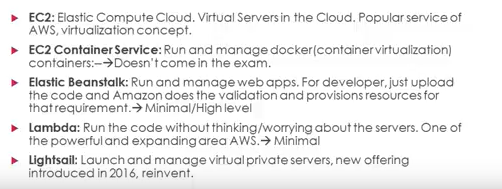 EC2: Elastic Compute Cloud. Virtual Servers in the Cloud. Popular service of
AWS, virtualization concept.
EC2 Container Service: Run and manage docker(container virtualization)
containers:–→Doesn't come in the exam.
Elastic Beanstalk: Run and manage web apps. For developer, just upload
the code and Amazon does the validation and provisions resources for
that requirement.→ Minimal/High level
Lambda: Run the code without thinking/worrying about the servers. One of
the powerful and expanding area AWS.→ Minimal
Lightsail: Launch and manage virtual private servers, new offering
introduced in 2016, reinvent.